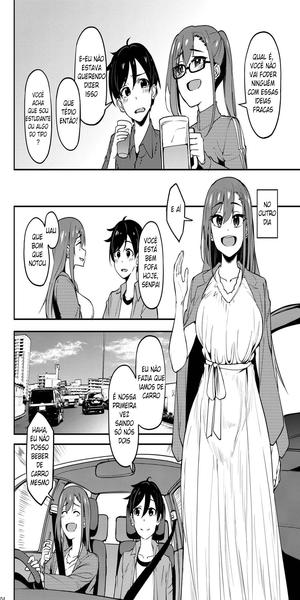 QUAL É,
VOCÊ NÃO
VAI FODER
NINGUÉM
COM ESSAS
IDEIAS
FRACAS
E-EU NÃO
ESTAVA
QUERENDO
DIZER
ISSO
QUE
TÉDIO
ENTÃO!
VOCÊ
ACHA
QUE SOU
ESTUDANTE
OU ALGO
DO TIPO
?
NO
OUTRO
DIA
E AÍ
VOCÊ
ESTÁ
BEM
FOFA
HOJE,
SENPAI
UAU
QUE
BOM QUE
NOTOU
EU NÃO
FAZIA QUE
IAMOS DE
CARRO
É NOSSA
PRIMEIRA
VEZ
SAINDO
SÓ NÓS
DOIS
HAHA,
EU NÃO
POSSO
BEBER
DE CARRO
MESMO